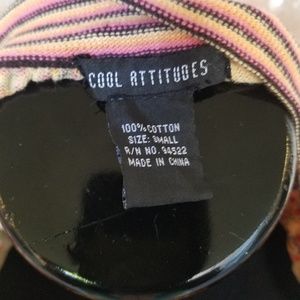 COOL ATTITUDES
100% COTTON
SIZE: SMALL
R/N NO. 94522
MADE IN CHINA